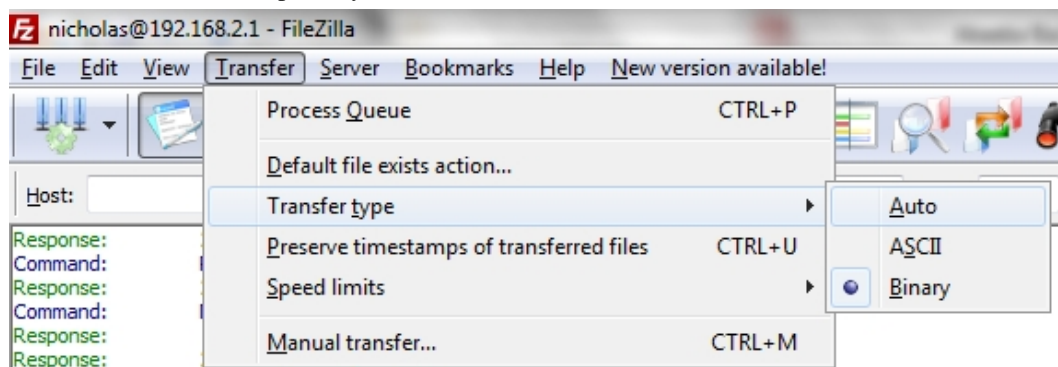 nicholas@192.168.2.1 - FileZilla
File Edit View Transfer Server Bookmarks Help New version available!
Process Queue CTRL+P
Default file exists action...
Host:
Transfer type Auto
Response:
Preserve timestamps of transferred files CTRL+U ASCII
Command:
Response:
Speed limits Binary
Command:
Response:
Manual transfer... CTRL+M
Response: